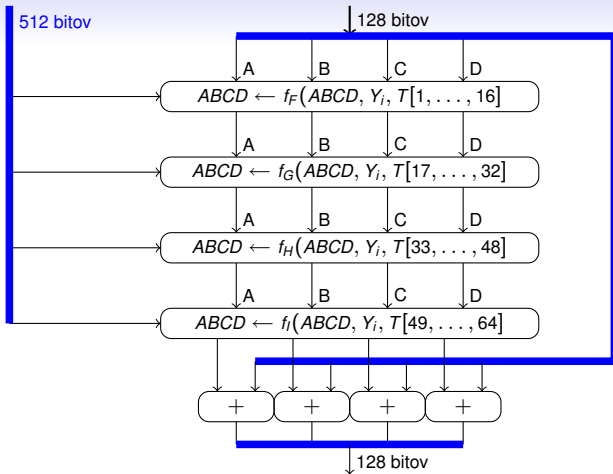 512 bitov
128 bitov
A B C D
ABCD ← f_F(ABCD, Y_i, T[1, . . . , 16]
A B C D
ABCD ← f_G(ABCD, Y_i, T[17, . . . , 32]
A B C D
ABCD ← f_H(ABCD, Y_i, T[33, . . . , 48]
A B C D
ABCD ← f_I(ABCD, Y_i, T[49, . . . , 64]
+ + + +
128 bitov